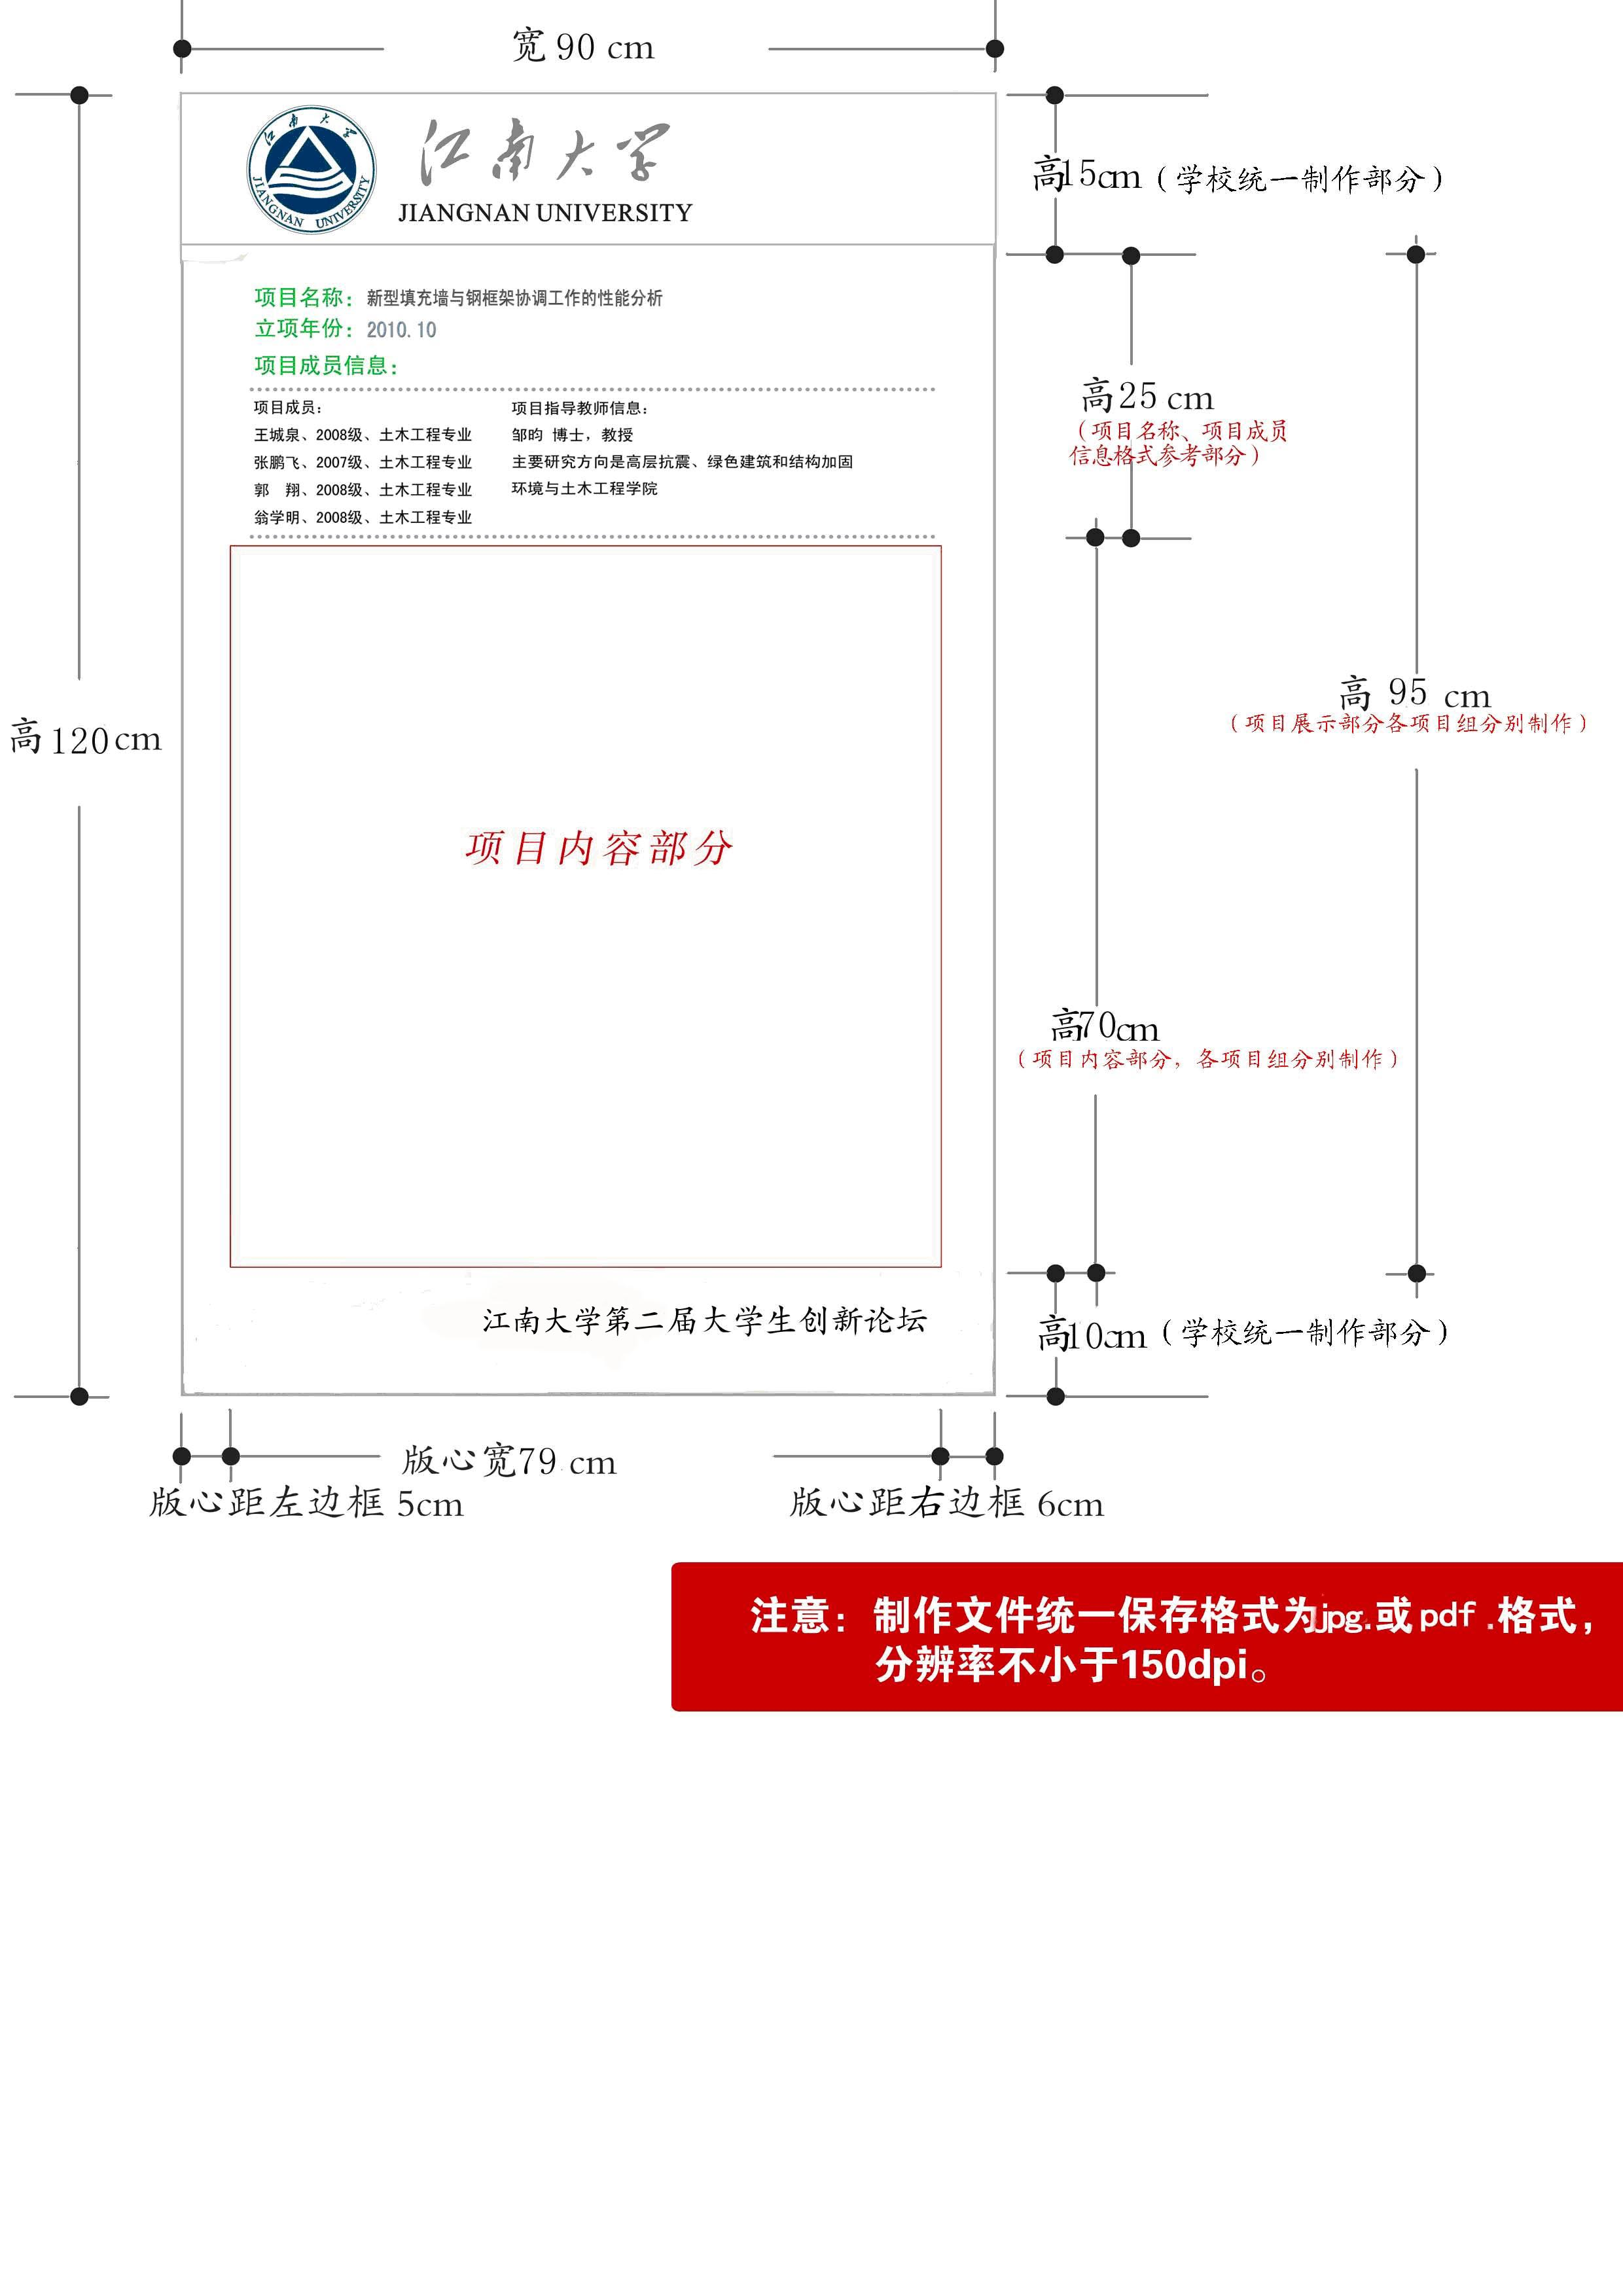 宽 90 cm
江南大学
JIANGNAN UNIVERSITY
江南大学
JIANGNAN UNIVERSITY
高15cm（学校统一制作部分）
项目名称：新型填充墙与钢框架协调工作的性能分析
立项年份：2010.10
项目成员信息：
项目成员： 项目指导教师信息：
王城泉、2008级、土木工程专业 邹昀 博士，教授
张鹏飞、2007级、土木工程专业 主要研究方向是高层抗震、绿色建筑和结构加固
郭 翔、2008级、土木工程专业 环境与土木工程学院
翁学明、2008级、土木工程专业
高25 cm
（项目名称、项目成员
信息格式参考部分）
高 95 cm
（项目展示部分各项目组分别制作）
高120cm
项目内容部分
高70cm
（项目内容部分，各项目组分别制作）
江南大学第二届大学生创新论坛
高10cm（学校统一制作部分）
版心宽79 cm
版心距左边框 5cm
版心距右边框 6cm
注意：制作文件统一保存格式为jpg.或pdf .格式，
分辨率不小于150dpi。